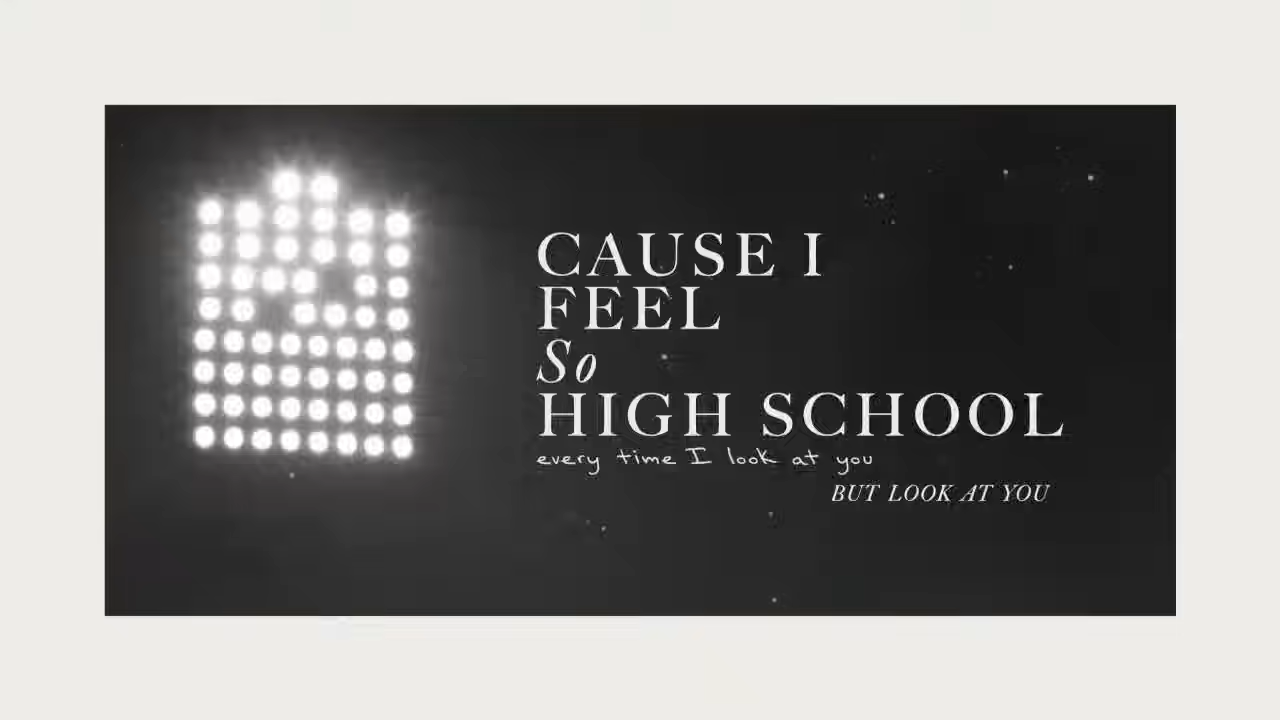 CAUSE I
FEEL
So
HIGH SCHOOL
every time I look at you
BUT LOOK AT YOU